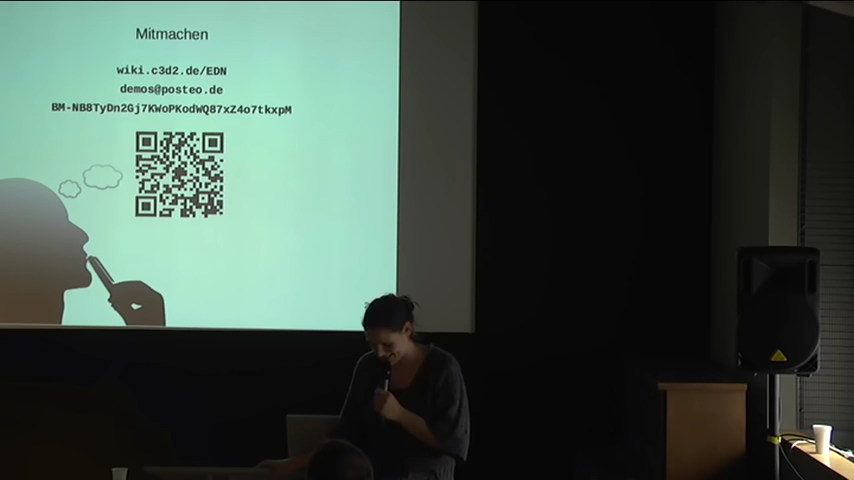 Mitmachen
wiki.c3d2.de/EDN
demos@posteo.de
BM-NB8TyDn2Gj7KWoPKodWQ87xZ4o7tkxpM